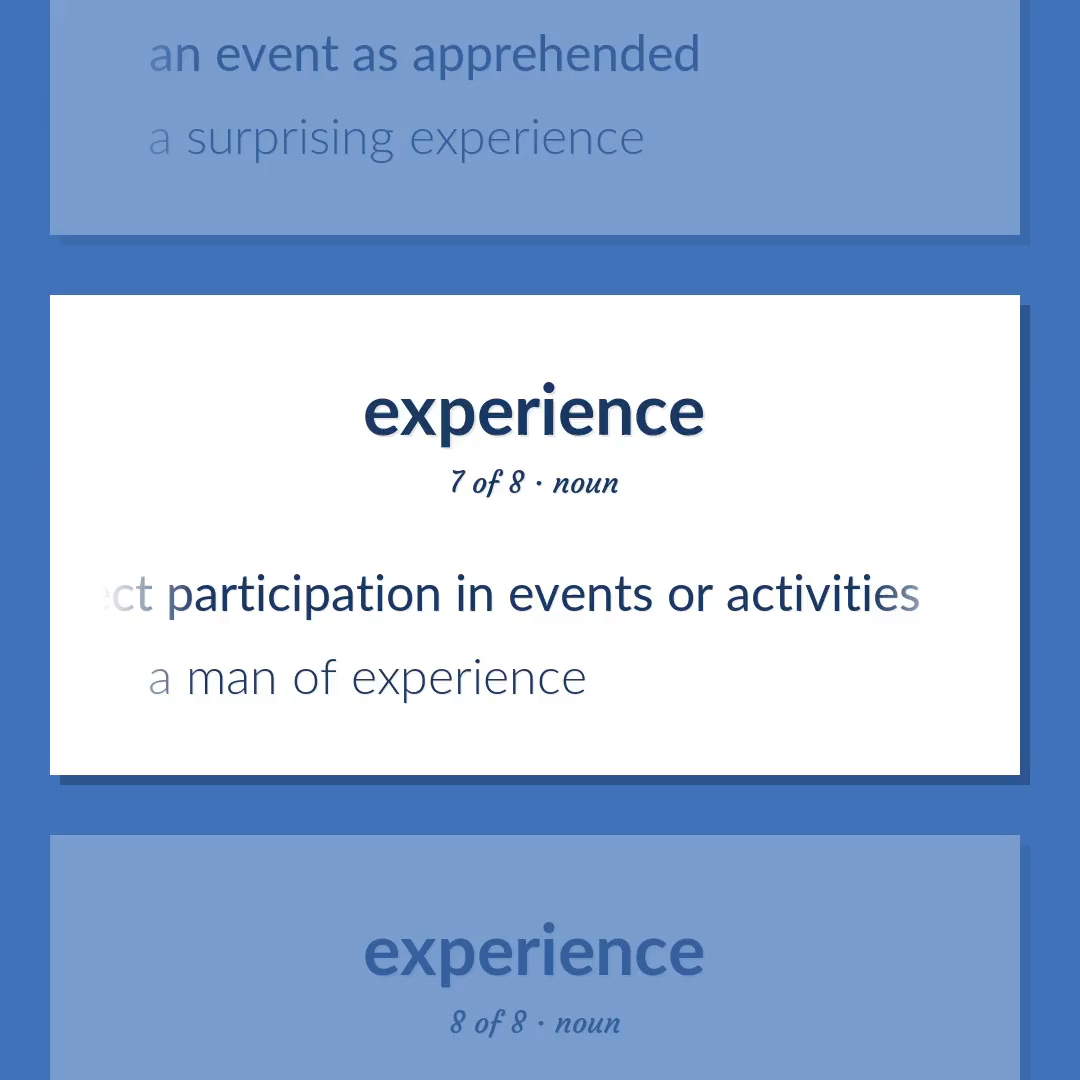 an event as apprehended
a surprising experience
experience
7 of 8 · noun
participation in events or activities
a man of experience
experience
8 of 8 · noun